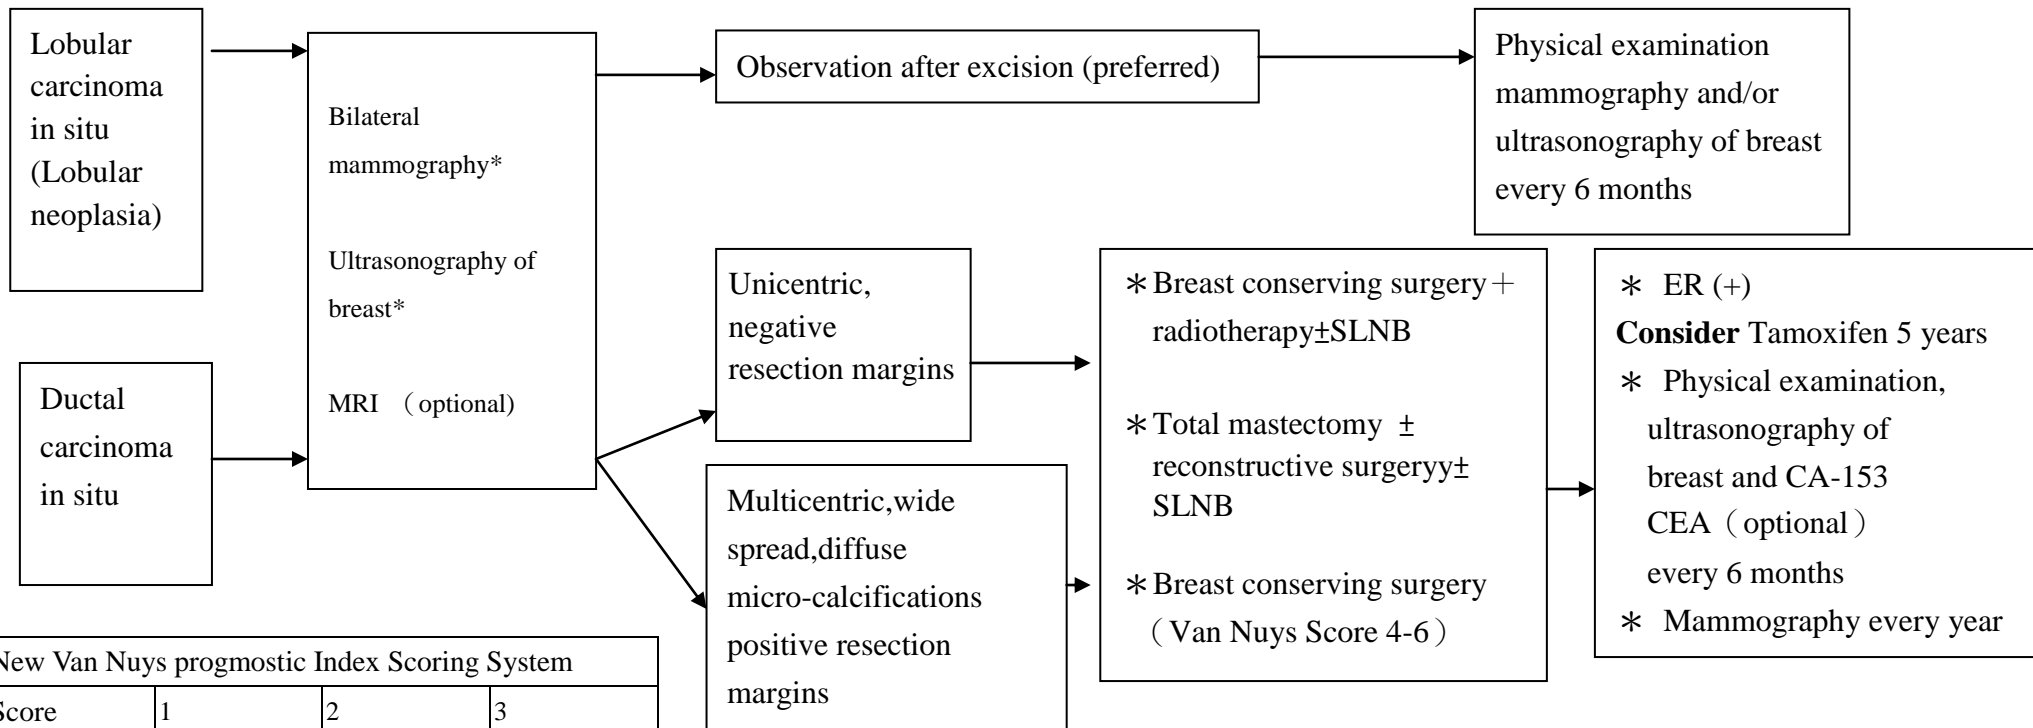 Lobular
carcinoma
in situ
(Lobular
neoplasia)
Ductal
carcinoma
in situ
Bilateral
mammography*
Ultrasonography of
breast*
MRI （optional)
Observation after excision (preferred)
Physical examination
mammography and/or
ultrasonography of breast
every 6 months
Unicentric,
negative
resection margins
Multicentric,wide
spread,diffuse
micro-calcifications
positive resection
margins
＊Breast conserving surgery＋
radiotherapy±SLNB
＊Total mastectomy ±
reconstructive surgeryy±
SLNB
＊Breast conserving surgery
（Van Nuys Score 4-6）
＊ ER (+)
Consider Tamoxifen 5 years
＊ Physical examination,
ultrasonography of
breast and CA-153
CEA（optional）
every 6 months
＊ Mammography every year
New Van Nuys progmostic Index Scoring System
Score 1 2 3